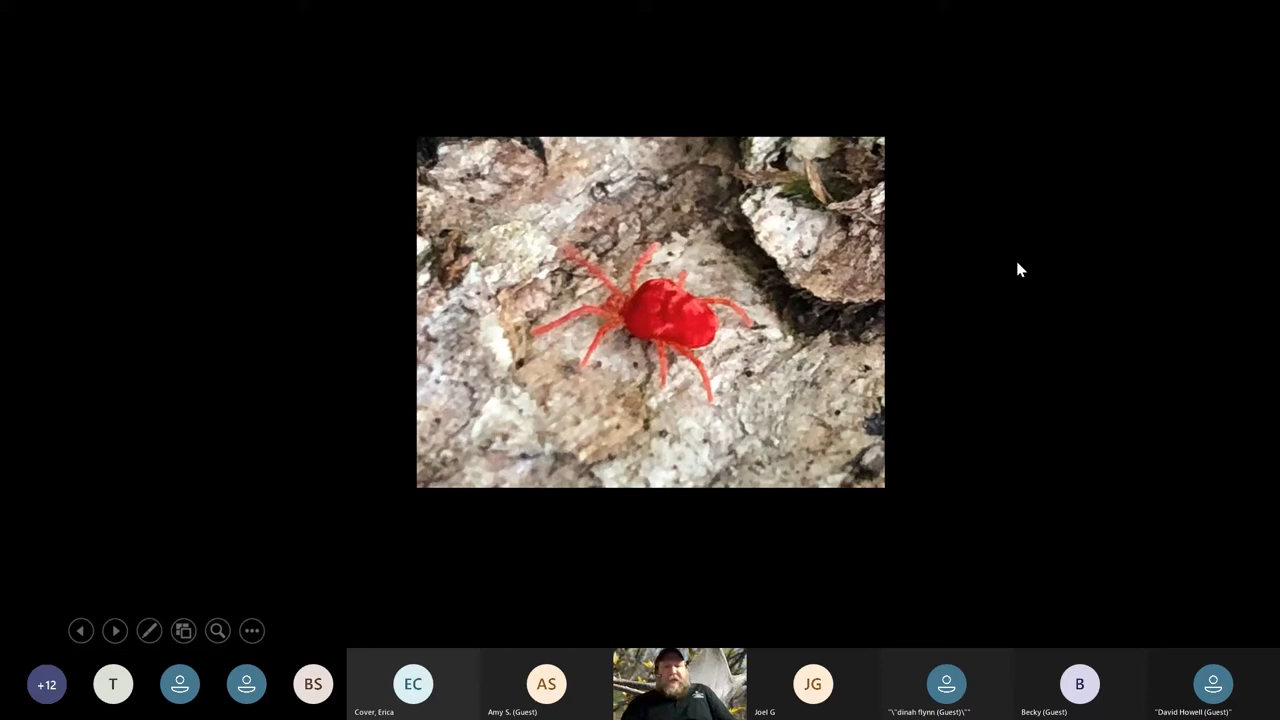 +12
T
BS
EC
Cover, Erica
AS
Amy S. (Guest)
JG
Joel G
"\"dinah flynn (Guest)\""
B
Becky (Guest)
"David Howell (Guest)"